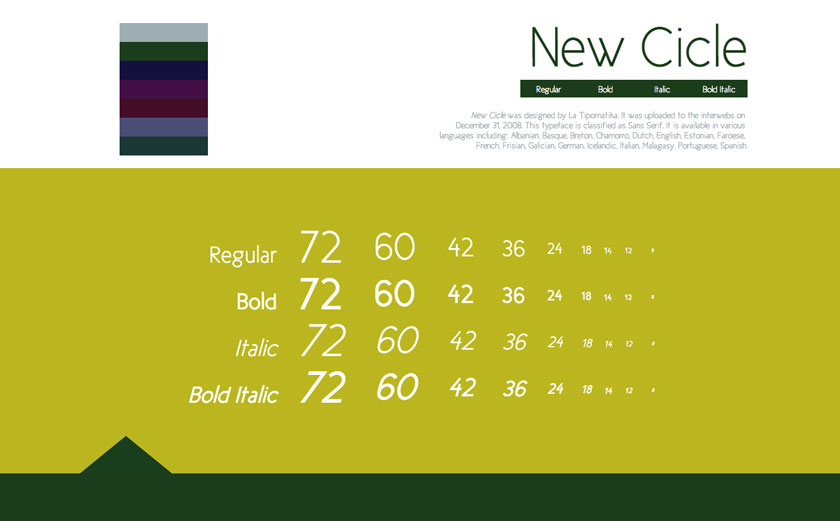 New Cicle
Regular Bold Italic Bold Italic
New Cicle was designed by La Tipomatika. It was uploaded to the interwebs on
December 31, 2008. This typeface is classified as Sans Serif. It is available in various
languages including: Albanian, Basque, Breton, Chamorro, Dutch, English, Estonian, Faroese,
French, Frisian, Galician, German, Icelandic, Italian, Malagasy, Portuguese, Spanish.
Regular 72 60 42 36 24 18 14 12
Bold 72 60 42 36 24 18 14 12
Italic 72 60 42 36 24 18 14 12
Bold Italic 72 60 42 36 24 18 14 12